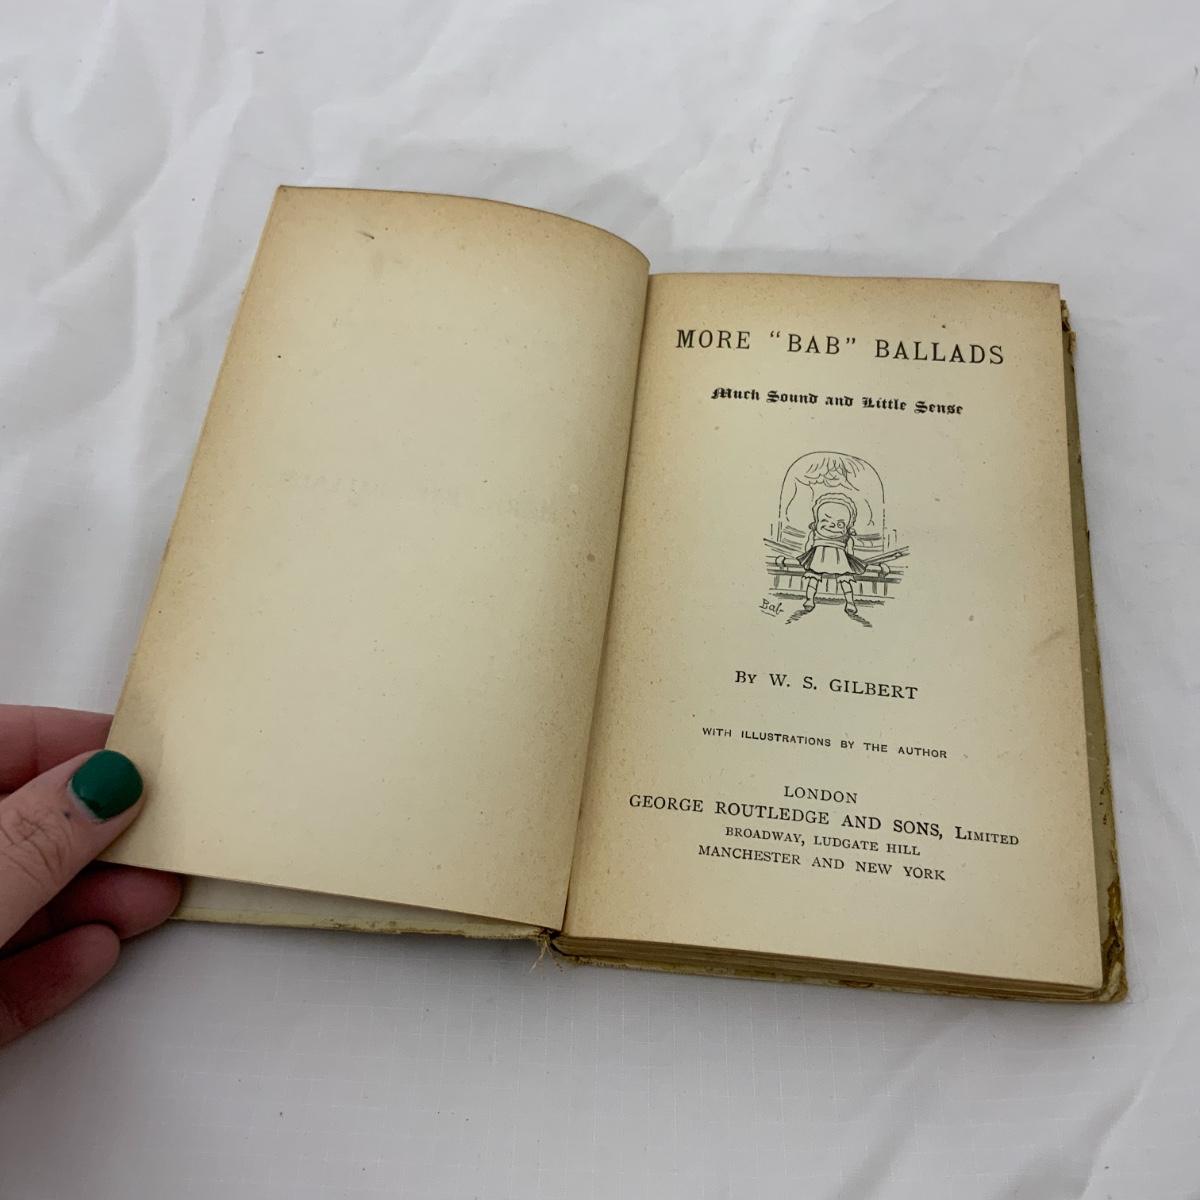 MORE "BAB" BALLADS
Much Sound and Little Sense
Bab
BY W. S. GILBERT
WITH ILLUSTRATIONS BY THE AUTHOR
LONDON
GEORGE ROUTLEDGE AND SONS, LIMITED
BROADWAY, LUDGATE HILL
MANCHESTER AND NEW YORK